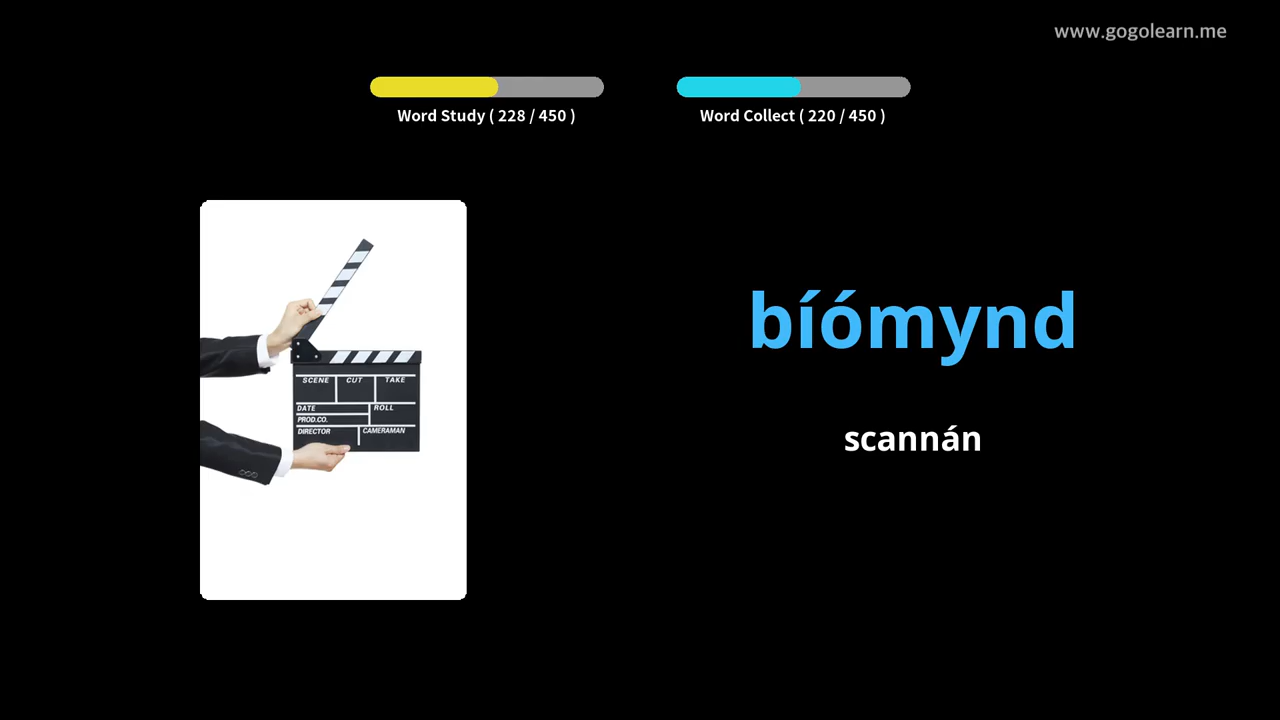 www.gogolearn.me
Word Study ( 228 / 450 )
Word Collect ( 220 / 450 )
SCENE CUT TAKE
DATE ROLL
PROD.CO.
DIRECTOR CAMERAMAN
bíómynd
scannán